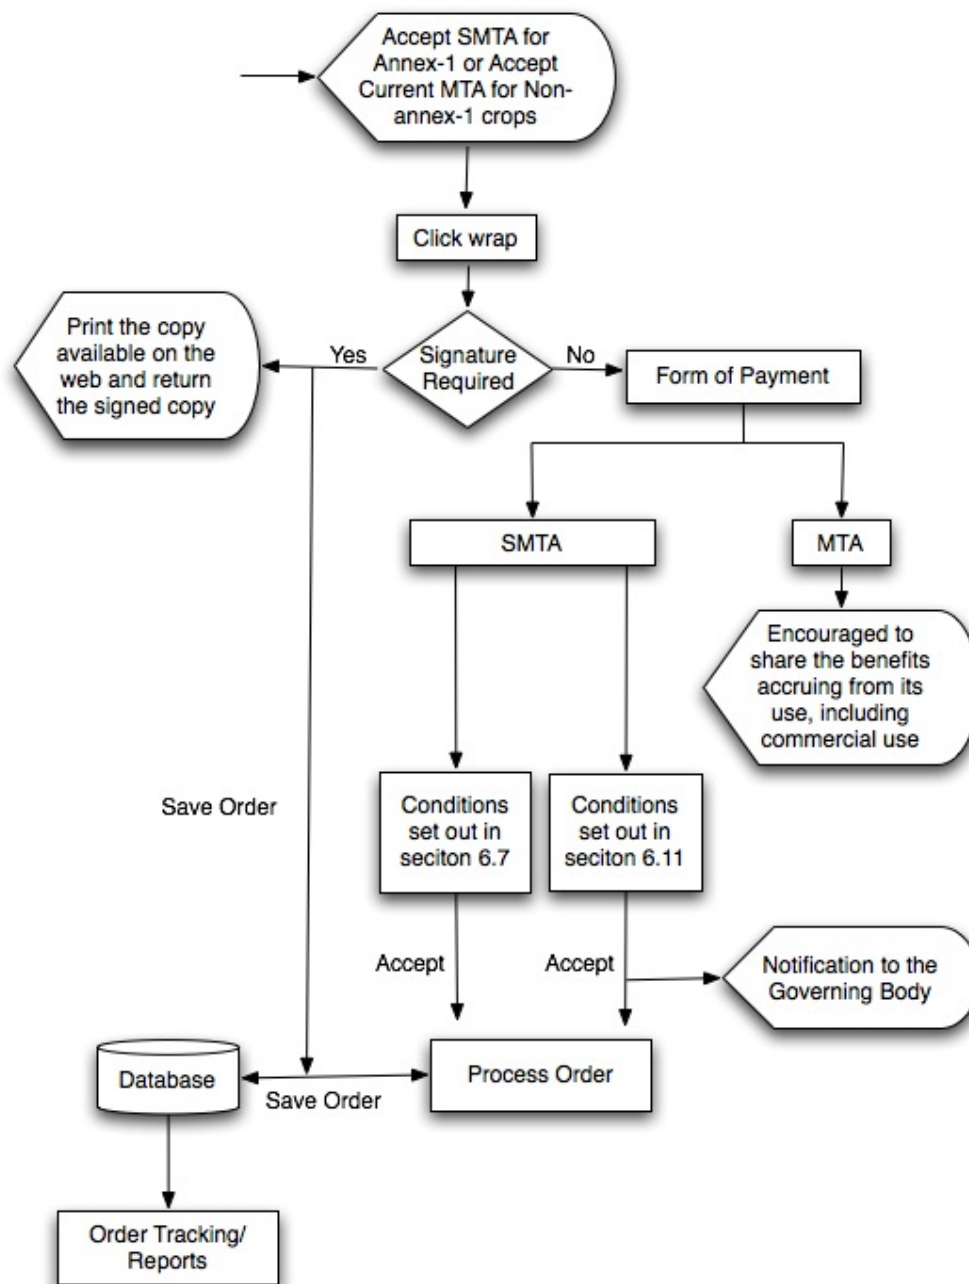 Accept SMTA for
Annex-1 or Accept
Current MTA for Non-
annex-1 crops
Click wrap
Print the copy
available on the
web and return
the signed copy
Yes
Signature
Required
No
Form of Payment
SMTA
MTA
Encouraged to
share the benefits
accruing from its
use, including
commercial use
Save Order
Conditions
set out in
seciton 6.7
Conditions
set out in
seciton 6.11
Accept
Accept
Notification to the
Governing Body
Database
Save Order
Process Order
Order Tracking/
Reports